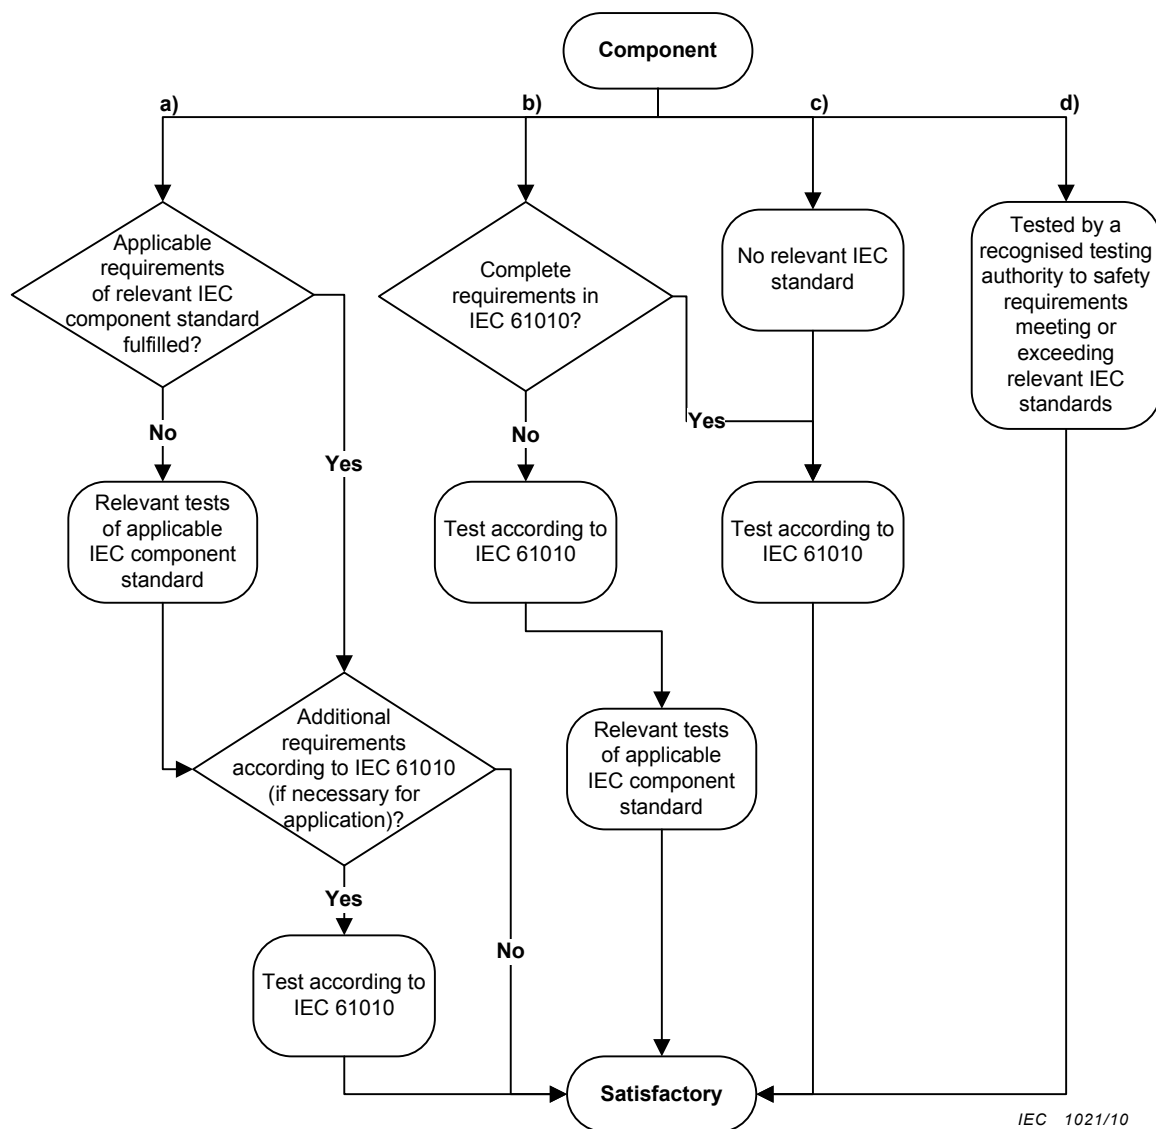 Component
a)
b)
c)
d)
Applicable
requirements
of relevant IEC
component standard
fulfilled?
Complete
requirements in
IEC 61010?
No relevant IEC
standard
Tested by a
recognised testing
authority to safety
requirements
meeting or
exceeding
relevant IEC
standards
No
Yes
No
Yes
Relevant tests
of applicable
IEC component
standard
Test according to
IEC 61010
Test according to
IEC 61010
Additional
requirements
according to IEC 61010
(if necessary for
application)?
Relevant tests
of applicable
IEC component
standard
Yes
No
Test according to
IEC 61010
Satisfactory
IEC 1021/10